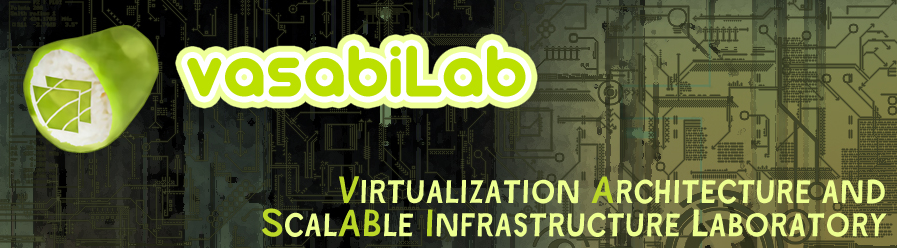 vasabiLab
Virtualization Architecture and
ScalABle Infrastructure Laboratory